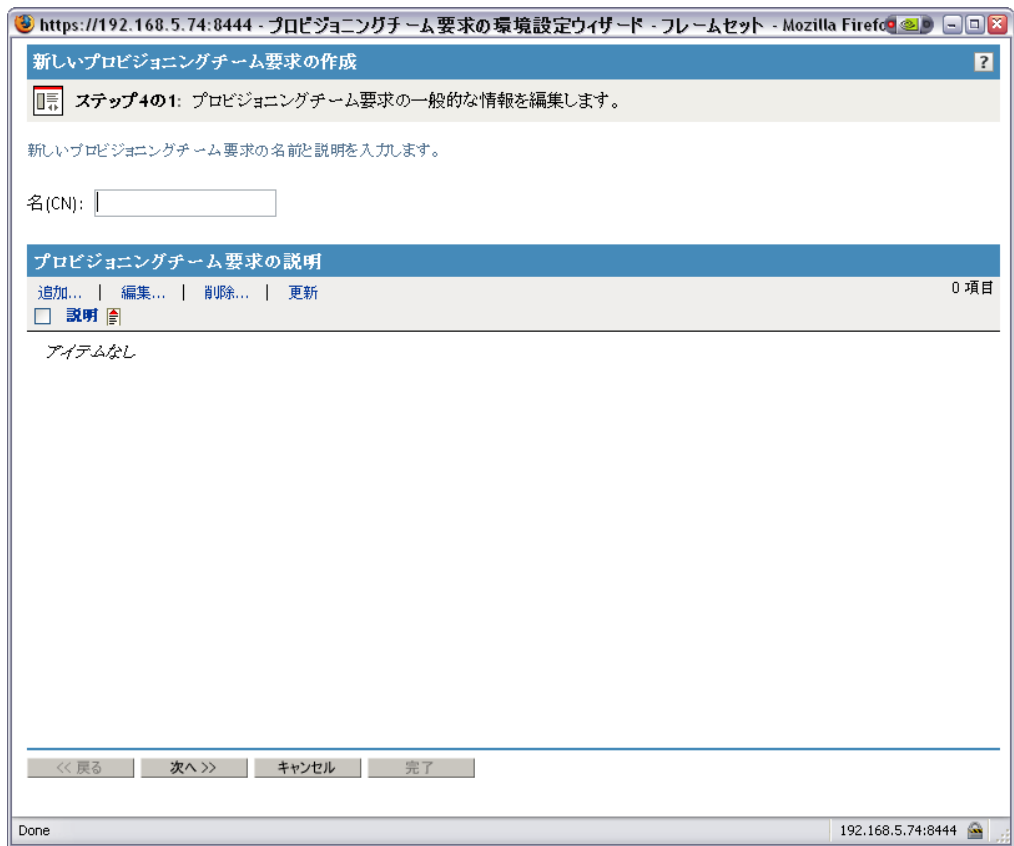 https://192.168.5.74:8444 - プロビジョニングチーム要求の環境設定ウィザード - フレームセット - Mozilla Firefo
新しいプロビジョニングチーム要求の作成 ?
ステップ4の1: プロビジョニングチーム要求の一般的な情報を編集します。
新しいプロビジョニングチーム要求の名前と説明を入力します。
名(CN):
プロビジョニングチーム要求の説明
追加... | 編集... | 削除... | 更新 0 項目
説明
アイテムなし
<< 戻る 次へ >> キャンセル 完了
Done 192.168.5.74:8444